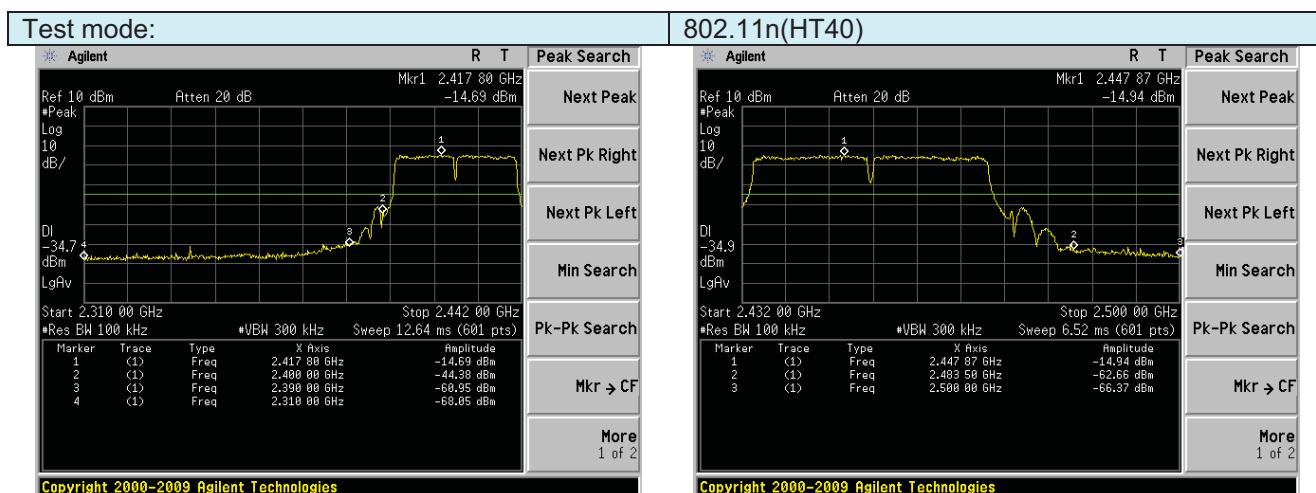 Test mode: 802.11n(HT40)
Agilent R T Peak Search
Mkr1 2.417 80 GHz
Ref 10 dBm Atten 20 dB -14.69 dBm
#Peak
Log
10
dB/
1
2
3
4
DI
-34.7
dBm
LgAv
Start 2.310 00 GHz Stop 2.442 00 GHz
#Res BW 100 kHz #VBW 300 kHz Sweep 12.64 ms (601 pts)
Marker Trace Type X Axis Amplitude
1 (1) Freq 2.417 80 GHz -14.69 dBm
2 (1) Freq 2.400 00 GHz -44.38 dBm
3 (1) Freq 2.390 00 GHz -60.95 dBm
4 (1) Freq 2.310 00 GHz -68.05 dBm
Next Peak
Next Pk Right
Next Pk Left
Min Search
Pk-Pk Search
Mkr → CF
More
1 of 2
Copyright 2000-2009 Agilent Technologies
Agilent R T Peak Search
Mkr1 2.447 87 GHz
Ref 10 dBm Atten 20 dB -14.94 dBm
#Peak
Log
10
dB/
1
2
3
DI
-34.9
dBm
LgAv
Start 2.432 00 GHz Stop 2.500 00 GHz
#Res BW 100 kHz #VBW 300 kHz Sweep 6.52 ms (601 pts)
Marker Trace Type X Axis Amplitude
1 (1) Freq 2.447 87 GHz -14.94 dBm
2 (1) Freq 2.483 50 GHz -62.66 dBm
3 (1) Freq 2.500 00 GHz -66.37 dBm
Next Peak
Next Pk Right
Next Pk Left
Min Search
Pk-Pk Search
Mkr → CF
More
1 of 2
Copyright 2000-2009 Agilent Technologies